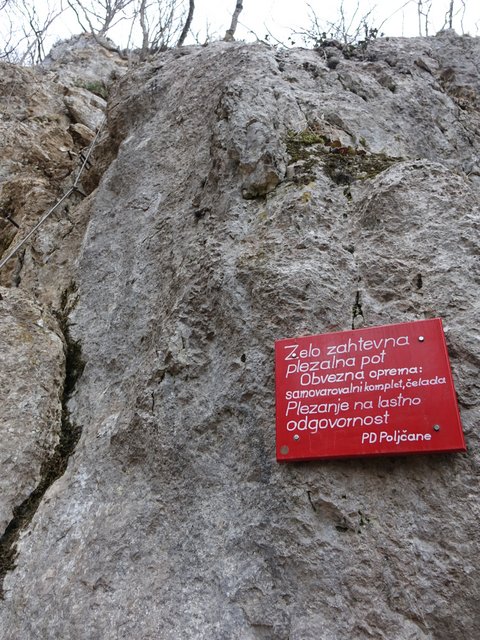 Zelo zahtevna
plezalna pot
Obvezna oprema:
samovarovalni komplet, čelada
Plezanje na lastno
odgovornost
PD Poljčane